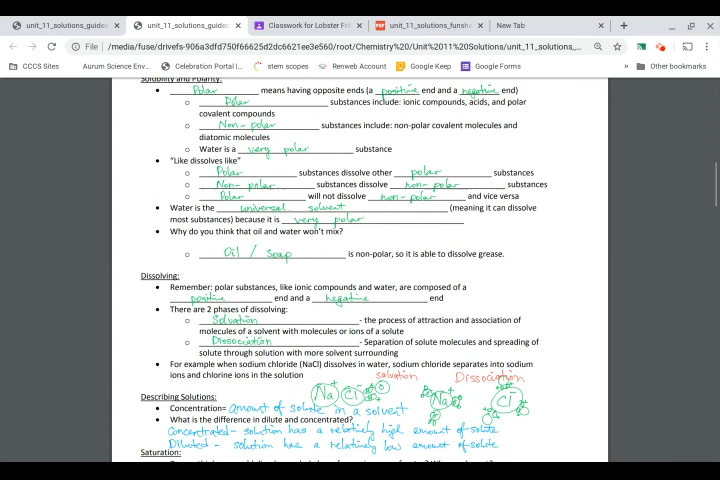 unit_11_solutions_guided
unit_11_solutions_guided
Classwork for Lobster Fri
unit_11_solutions_funshe
New Tab
File
/media/fuse/drivefs-906a3dfd750f66625d2dc6621ee3e560/root/Chemistry%20/Unit%2011%20Solutions/unit_11_solutions_...
CCCS Sites
Aurum Science Env...
Celebration Portal |...
stem scopes
Renweb Account
Google Keep
Google Forms
Other bookmarks
Solubility and Polarity:
• Polar means having opposite ends (a positive end and a negative end)
o Polar substances include: ionic compounds, acids, and polar
covalent compounds
o Non-polar substances include: non-polar covalent molecules and
diatomic molecules
o Water is a very polar substance
• "Like dissolves like"
o Polar substances dissolve other polar substances
o Non-polar substances dissolve non-polar substances
o Polar will not dissolve non-polar and vice versa
• Water is the universal solvent (meaning it can dissolve
most substances) because it is very polar
• Why do you think that oil and water won't mix?
o Oil / Soap is non-polar, so it is able to dissolve grease.
Dissolving:
• Remember: polar substances, like ionic compounds and water, are composed of a
positive end and a negative end
• There are 2 phases of dissolving:
o Solvation - the process of attraction and association of
molecules of a solvent with molecules or ions of a solute
o Dissociation - Separation of solute molecules and spreading of
solute through solution with more solvent surrounding
• For example when sodium chloride (NaCl) dissolves in water, sodium chloride separates into sodium
ions and chlorine ions in the solution
solvation Dissociation
Na+ Cl- Na+ Cl-
Describing Solutions:
• Concentration= amount of solute in a solvent
• What is the difference in dilute and concentrated?
Concentrated- solution has a relatively high amount of solute
Diluted - solution has a relatively low amount of solute
Saturation: